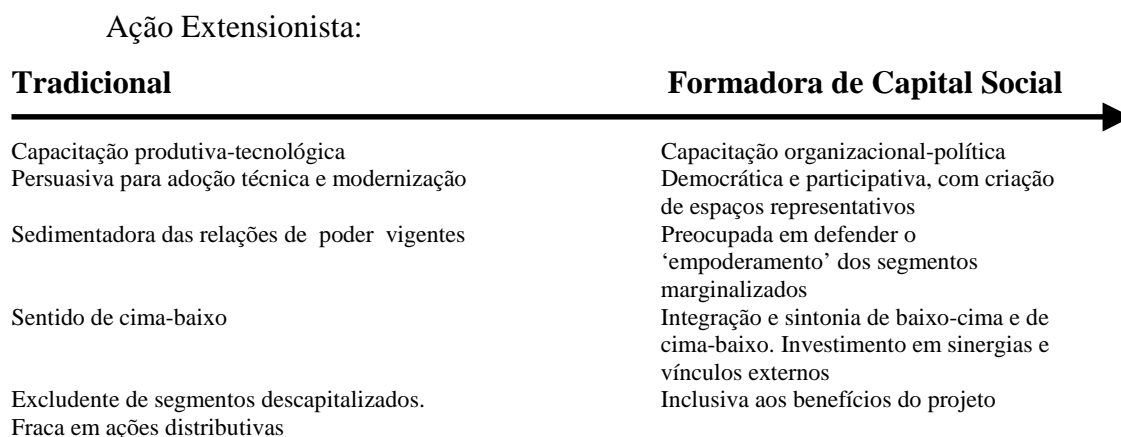 Ação Extensionista:
Tradicional
Formadora de Capital Social
Capacitação produtiva-tecnológica
Capacitação organizacional-política
Persuasiva para adoção técnica e modernização
Democrática e participativa, com criação
de espaços representativos
Sedimentadora das relações de poder vigentes
Preocupada em defender o
‘empoderamento’ dos segmentos
marginalizados
Sentido de cima-baixo
Integração e sintonia de baixo-cima e de
cima-baixo. Investimento em sinergias e
vínculos externos
Excludente de segmentos descapitalizados.
Inclusiva aos benefícios do projeto
Fraca em ações distributivas